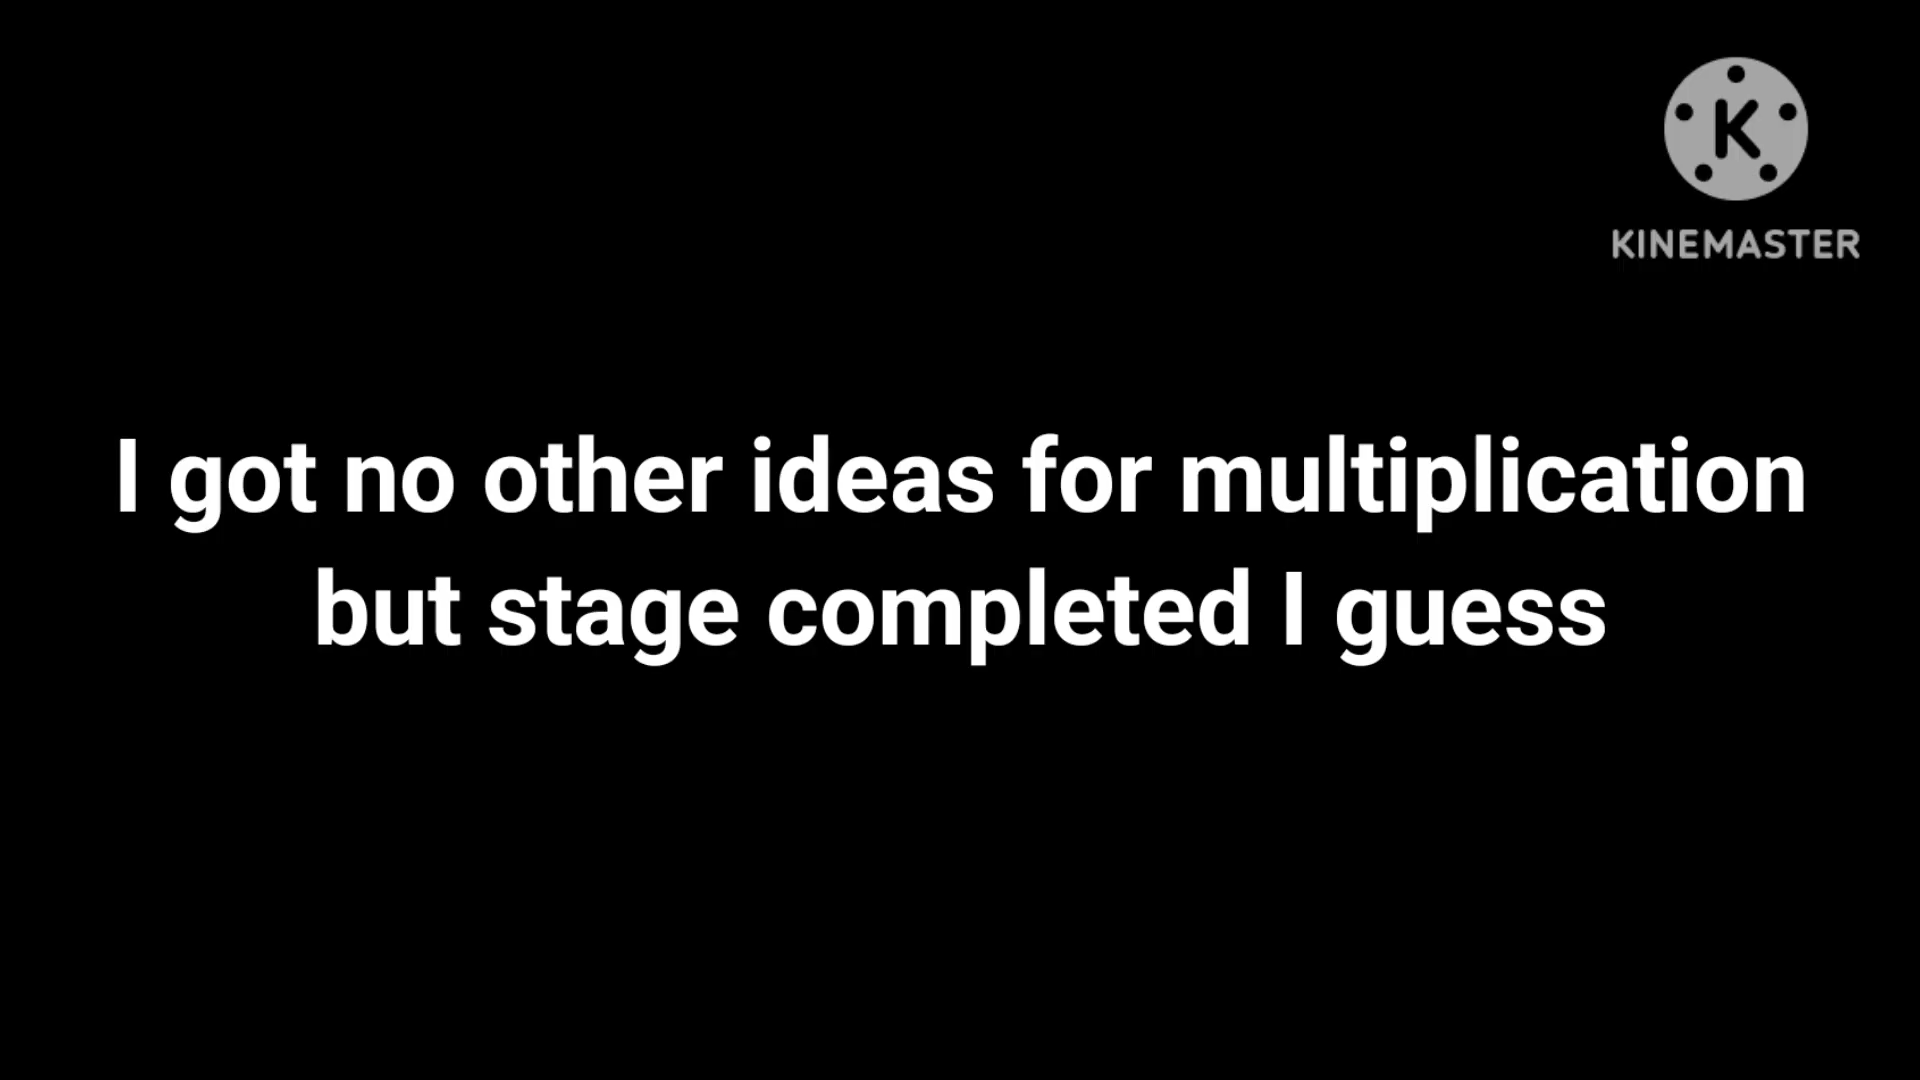 K
KINEMASTER
I got no other ideas for multiplication
but stage completed I guess